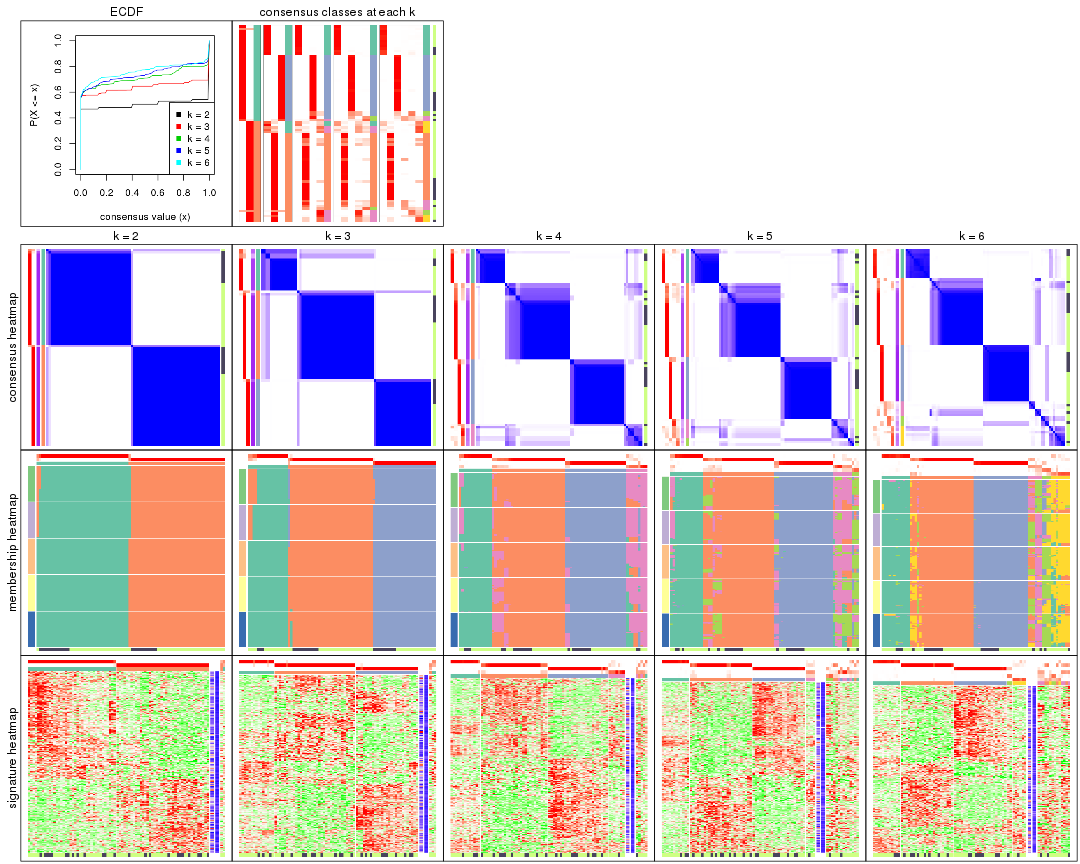 ECDF
consensus classes at each k
P(X <= x)
0.0
0.2
0.4
0.6
0.8
1.0
k = 2
k = 3
k = 4
k = 5
k = 6
0.0 0.2 0.4 0.6 0.8 1.0
consensus value (x)
k = 2
k = 3
k = 4
k = 5
k = 6
consensus heatmap
membership heatmap
signature heatmap